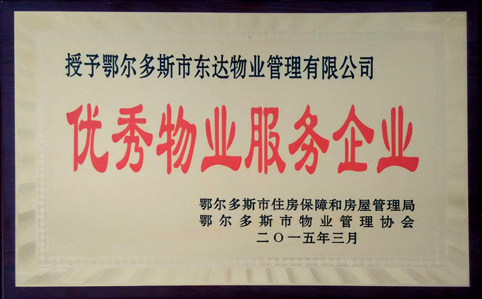 授予鄂尔多斯市东达物业管理有限公司
优秀物业服务企业
鄂尔多斯市住房保障和房屋管理局
鄂尔多斯市物业管理协会
二〇一五年三月